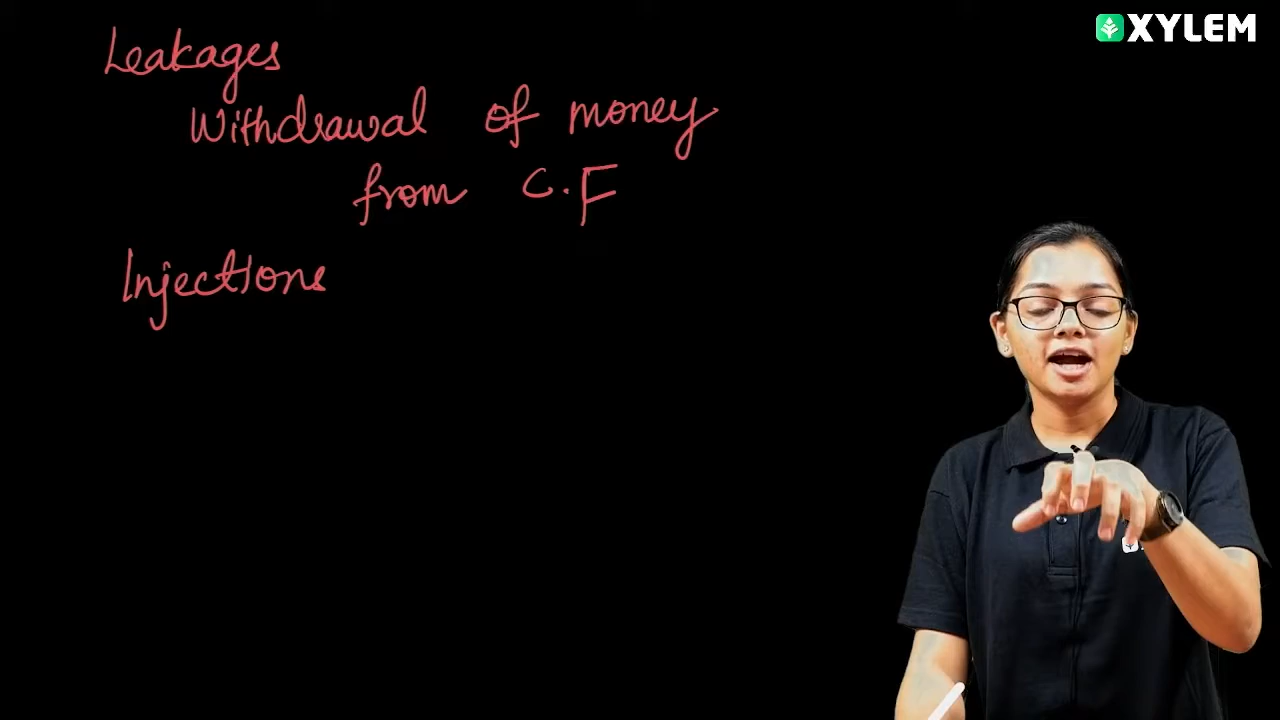 XYLEM
Leakages
Withdrawal of money
from C.F
Injections